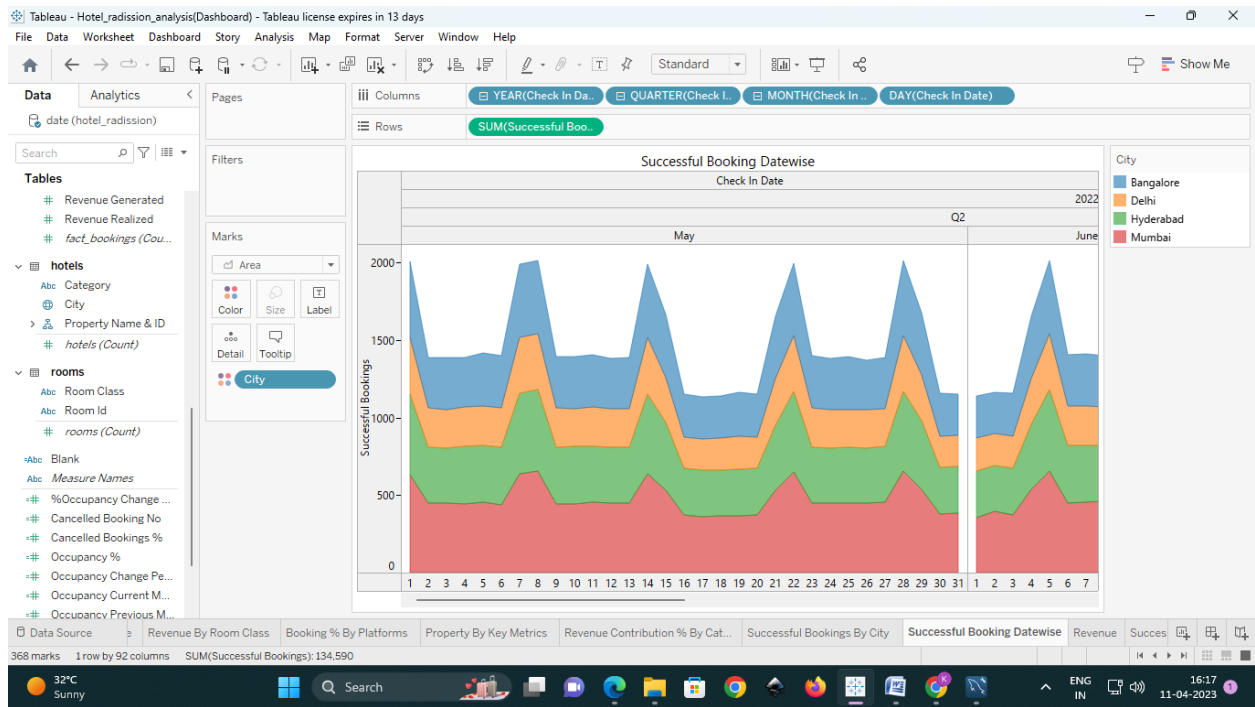 Tableau - Hotel_radission_analysis(Dashboard) - Tableau license expires in 13 days
File Data Worksheet Dashboard Story Analysis Map Format Server Window Help
Standard
Show Me
Data Analytics
date (hotel_radission)
Search
Tables
# Revenue Generated
# Revenue Realized
# fact_bookings (Cou...
hotels
Abc Category
City
Property Name & ID
# hotels (Count)
rooms
Abc Room Class
Abc Room Id
# rooms (Count)
=Abc Blank
Abc Measure Names
=# %Occupancy Change ...
=# Cancelled Booking No
=# Cancelled Bookings %
=# Occupancy %
=# Occupancy Change Pe...
=# Occupancy Current M...
=# Occupancy Previous M...
Pages
Filters
Marks
Area
Color Size Label
Detail Tooltip
City
Columns YEAR(Check In Da.. QUARTER(Check I.. MONTH(Check In .. DAY(Check In Date)
Rows SUM(Successful Boo..
Successful Booking Datewise
Check In Date
2022
Q2
May June
Successful Bookings
2000
1500
1000
500
0
1 2 3 4 5 6 7 8 9 10 11 12 13 14 15 16 17 18 19 20 21 22 23 24 25 26 27 28 29 30 31 1 2 3 4 5 6 7
City
Bangalore
Delhi
Hyderabad
Mumbai
Data Source Revenue By Room Class Booking % By Platforms Property By Key Metrics Revenue Contribution % By Cat... Successful Bookings By City Successful Booking Datewise Revenue Succes
368 marks 1 row by 92 columns SUM(Successful Bookings): 134,590
32°C
Sunny
Search
ENG
IN
16:17
11-04-2023
1